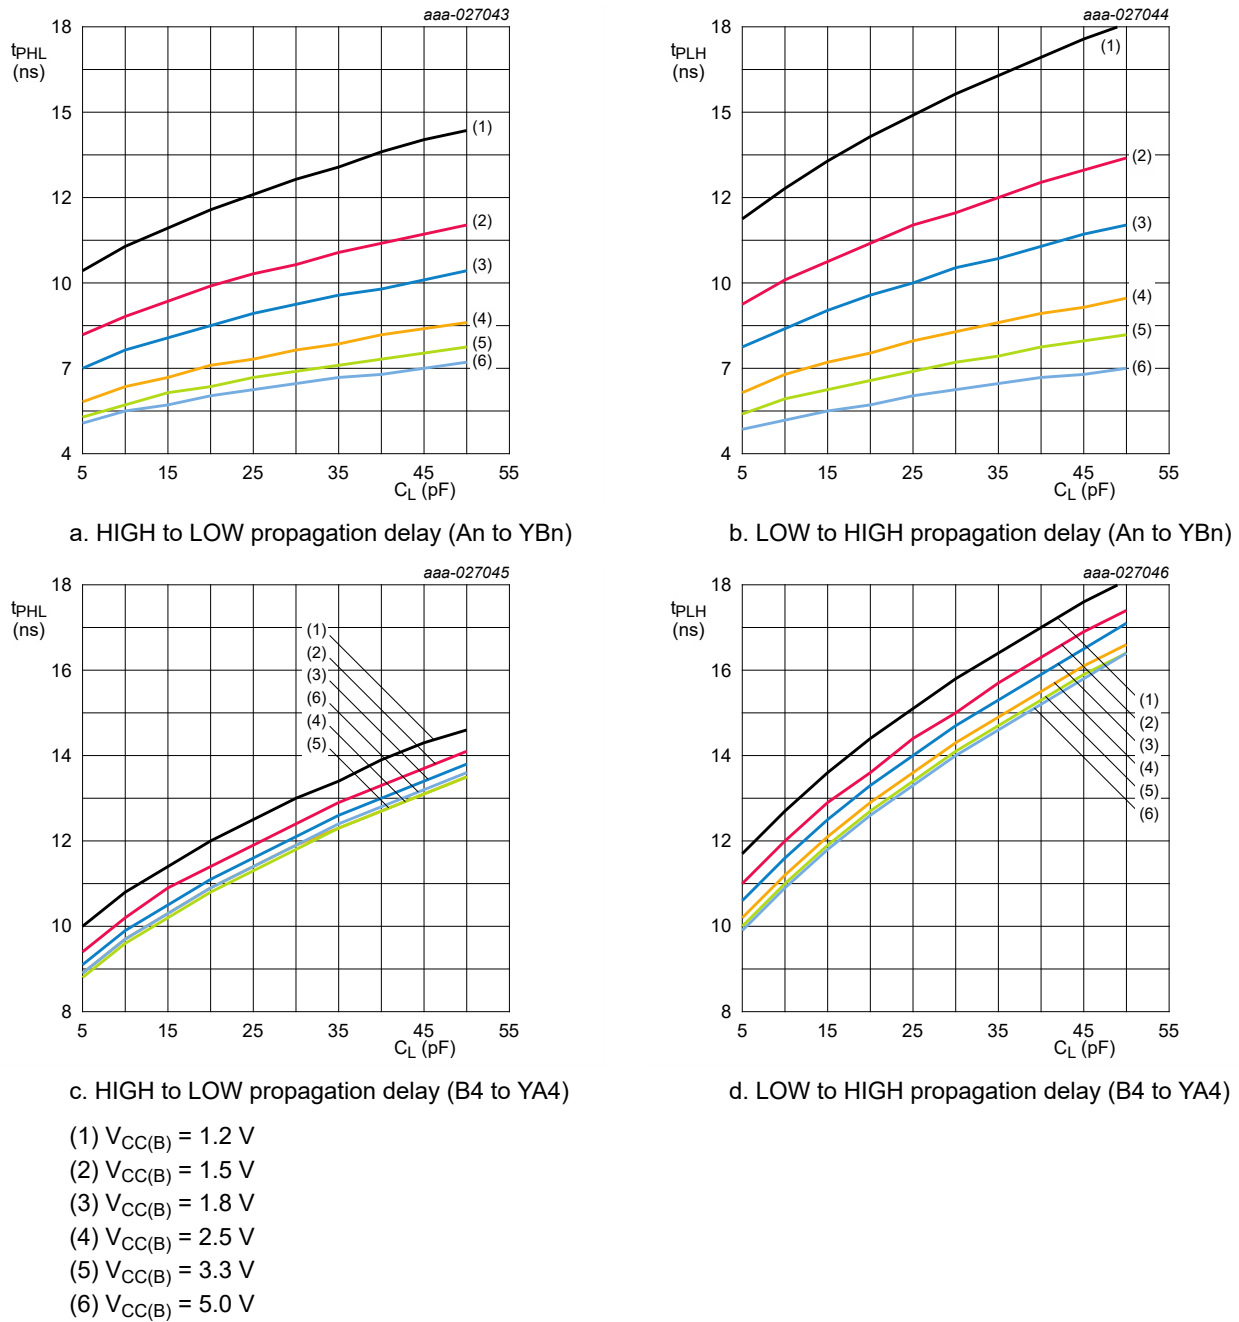 aaa-027043
18
tPHL
(ns)
15
12
10
7
4
(1)
(2)
(3)
(4)
(5)
(6)
5 15 25 35 45 55
CL (pF)
a. HIGH to LOW propagation delay (An to YBn)
aaa-027044
18
tPLH
(ns)
15
12
10
7
4
(1)
(2)
(3)
(4)
(5)
(6)
5 15 25 35 45 55
CL (pF)
b. LOW to HIGH propagation delay (An to YBn)
aaa-027045
18
tPHL
(ns)
16
14
12
10
8
(1)
(2)
(3)
(6)
(4)
(5)
5 15 25 35 45 55
CL (pF)
c. HIGH to LOW propagation delay (B4 to YA4)
aaa-027046
18
tPLH
(ns)
16
14
12
10
8
(1)
(2)
(3)
(4)
(5)
(6)
5 15 25 35 45 55
CL (pF)
d. LOW to HIGH propagation delay (B4 to YA4)
(1) VCC(B) = 1.2 V
(2) VCC(B) = 1.5 V
(3) VCC(B) = 1.8 V
(4) VCC(B) = 2.5 V
(5) VCC(B) = 3.3 V
(6) VCC(B) = 5.0 V